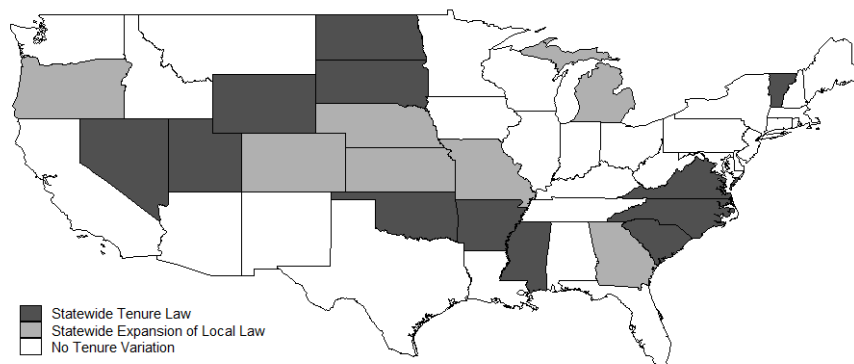 Statewide Tenure Law
Statewide Expansion of Local Law
No Tenure Variation